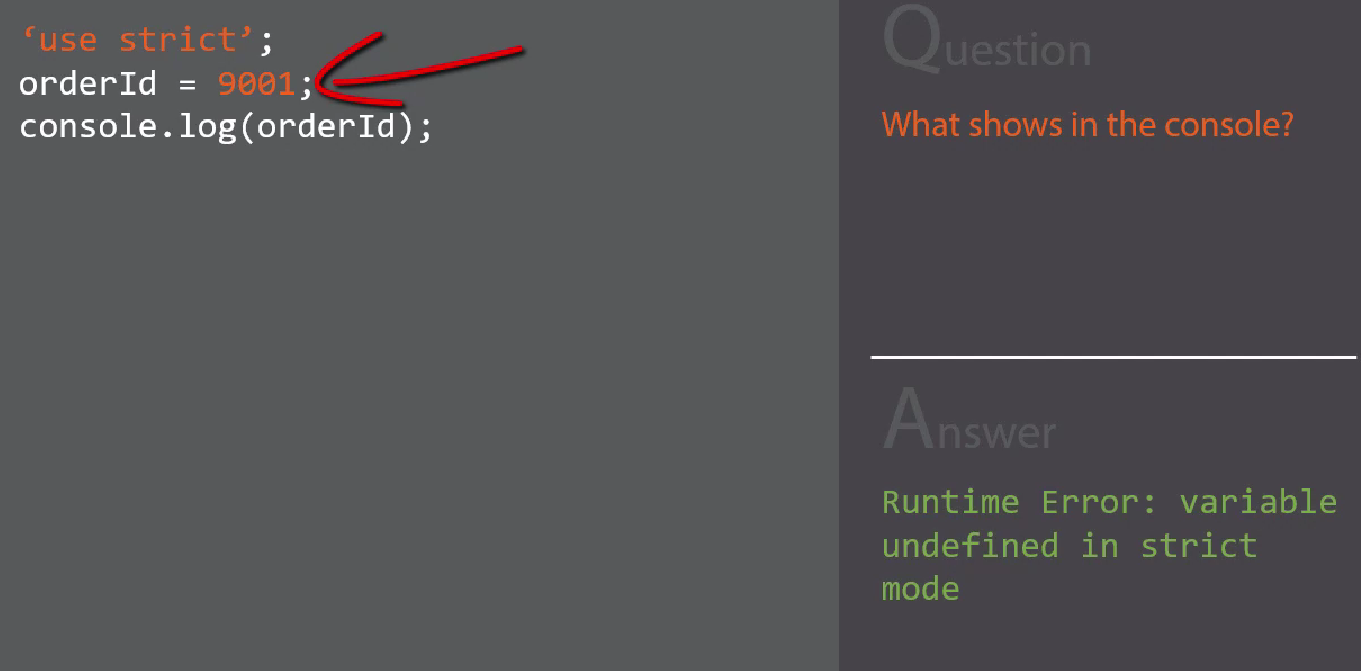 ‘use strict’;
orderId = 9001;
console.log(orderId);
Question
What shows in the console?
Answer
Runtime Error: variable
undefined in strict
mode